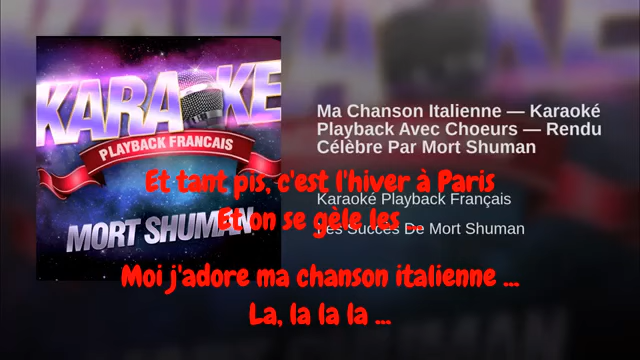 KARAOKE
PLAYBACK FRANCAIS
MORT SHUMAN
Ma Chanson Italienne — Karaoké
Playback Avec Choeurs — Rendu
Célèbre Par Mort Shuman
Karaoké Playback Français
Les Succès De Mort Shuman
Et tant pis, c'est l'hiver à Paris
Et on se gèle les ...
Moi j'adore ma chanson italienne ...
La, la la la ...